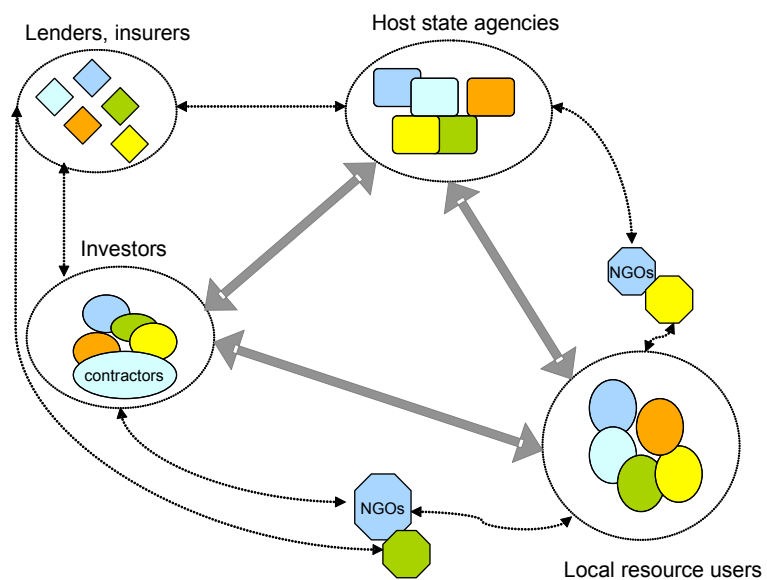 Host state agencies
Lenders, insurers
Investors
NGOs
contractors
NGOs
Local resource users